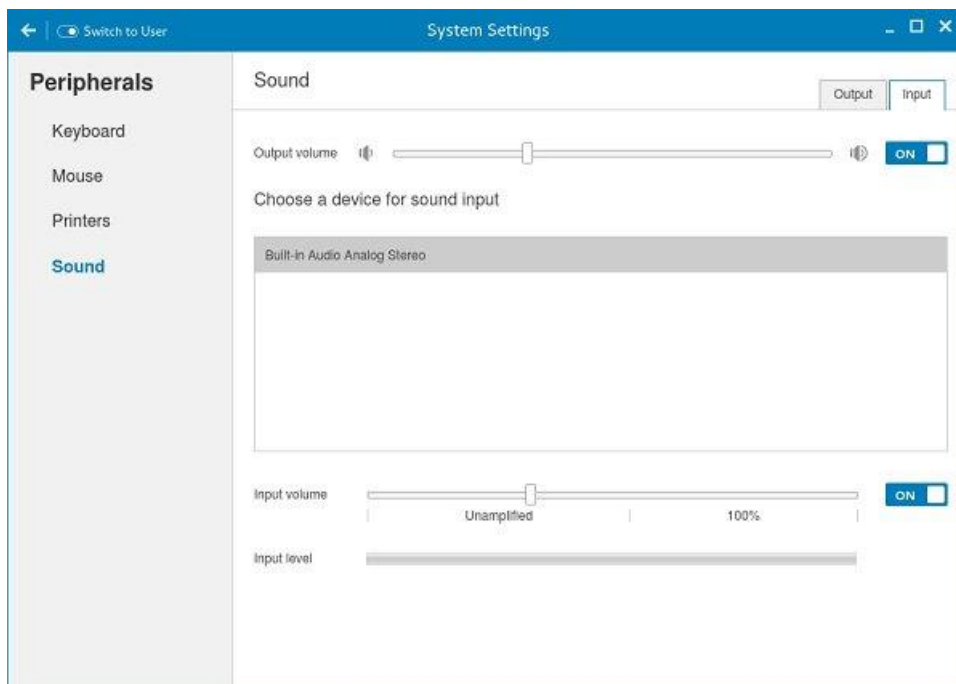 Switch to User
System Settings
Peripherals
Keyboard
Mouse
Printers
Sound
Sound
Output
Input
Output volume
ON
Choose a device for sound input
Built-in Audio Analog Stereo
Input volume
ON
Unamplified
100%
Input level